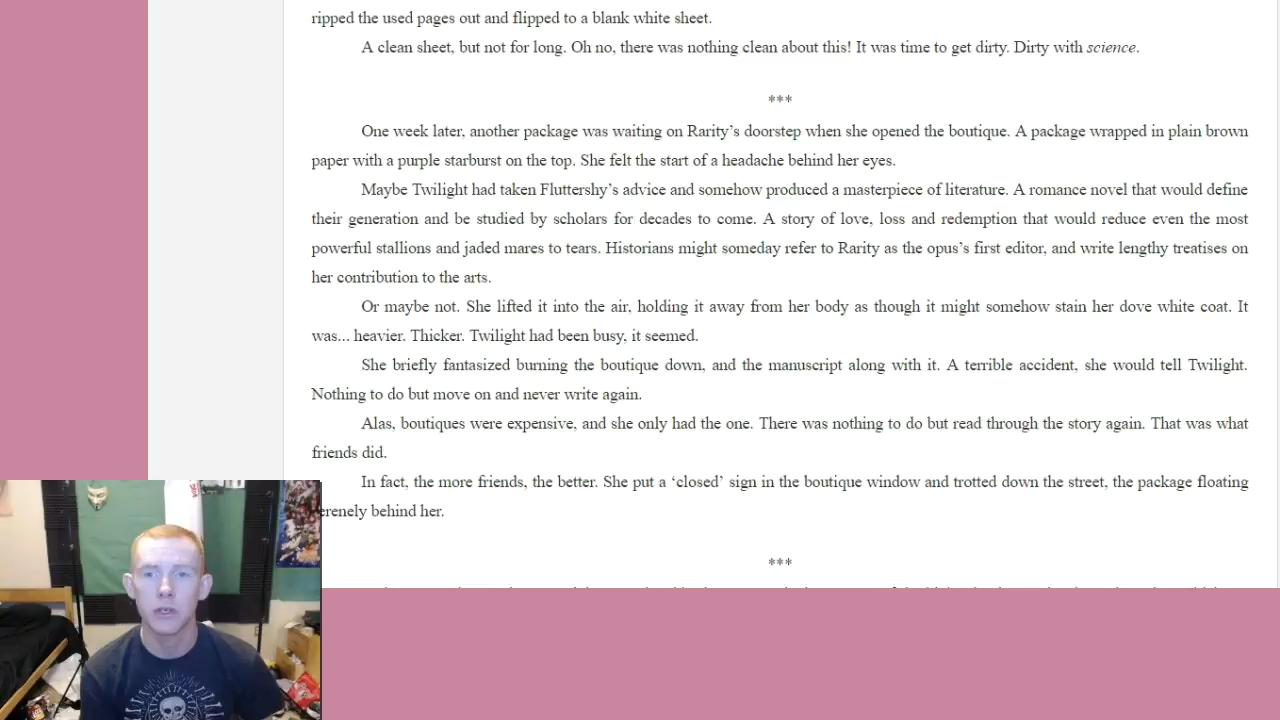 ripped the used pages out and flipped to a blank white sheet.
A clean sheet, but not for long. Oh no, there was nothing clean about this! It was time to get dirty. Dirty with science.
***
One week later, another package was waiting on Rarity’s doorstep when she opened the boutique. A package wrapped in plain brown
paper with a purple starburst on the top. She felt the start of a headache behind her eyes.
Maybe Twilight had taken Fluttershy’s advice and somehow produced a masterpiece of literature. A romance novel that would define
their generation and be studied by scholars for decades to come. A story of love, loss and redemption that would reduce even the most
powerful stallions and jaded mares to tears. Historians might someday refer to Rarity as the opus’s first editor, and write lengthy treatises on
her contribution to the arts.
Or maybe not. She lifted it into the air, holding it away from her body as though it might somehow stain her dove white coat. It
was... heavier. Thicker. Twilight had been busy, it seemed.
She briefly fantasized burning the boutique down, and the manuscript along with it. A terrible accident, she would tell Twilight.
Nothing to do but move on and never write again.
Alas, boutiques were expensive, and she only had the one. There was nothing to do but read through the story again. That was what
friends did.
In fact, the more friends, the better. She put a ‘closed’ sign in the boutique window and trotted down the street, the package floating
erenely behind her.
***